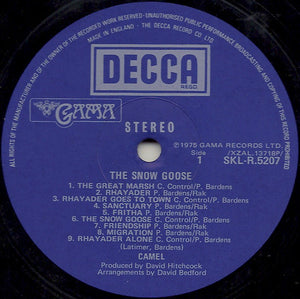 ALL RIGHTS OF THE MANUFACTURER AND OF THE OWNER OF THE RECORDED WORK RESERVED. UNAUTHORISED PUBLIC PERFORMANCE, BROADCASTING AND COPYING OF THIS RECORD PROHIBITED
MADE IN ENGLAND, THE DECCA RECORD CO. LTD.
DECCA
REGD
GAMA
STEREO
℗1975 GAMA RECORDS LTD.
Side
1
SKL-R.5207
THE SNOW GOOSE
1. THE GREAT MARSH C. Control/P. Bardens
2. RHAYADER P. Bardens/Rak
3. RHAYADER GOES TO TOWN C. Control/P. Bardens
4. SANCTUARY P. Bardens/Rak
5. FRITHA P. Bardens/Rak
6. THE SNOW GOOSE C. Control/P. Bardens
7. FRIENDSHIP P. Bardens/Rak
8. MIGRATION P. Bardens/Rak
9. RHAYADER ALONE C. Control/P. Bardens
(Latimer, Bardens)
CAMEL
Produced by David Hitchcock
Arrangements by David Bedford